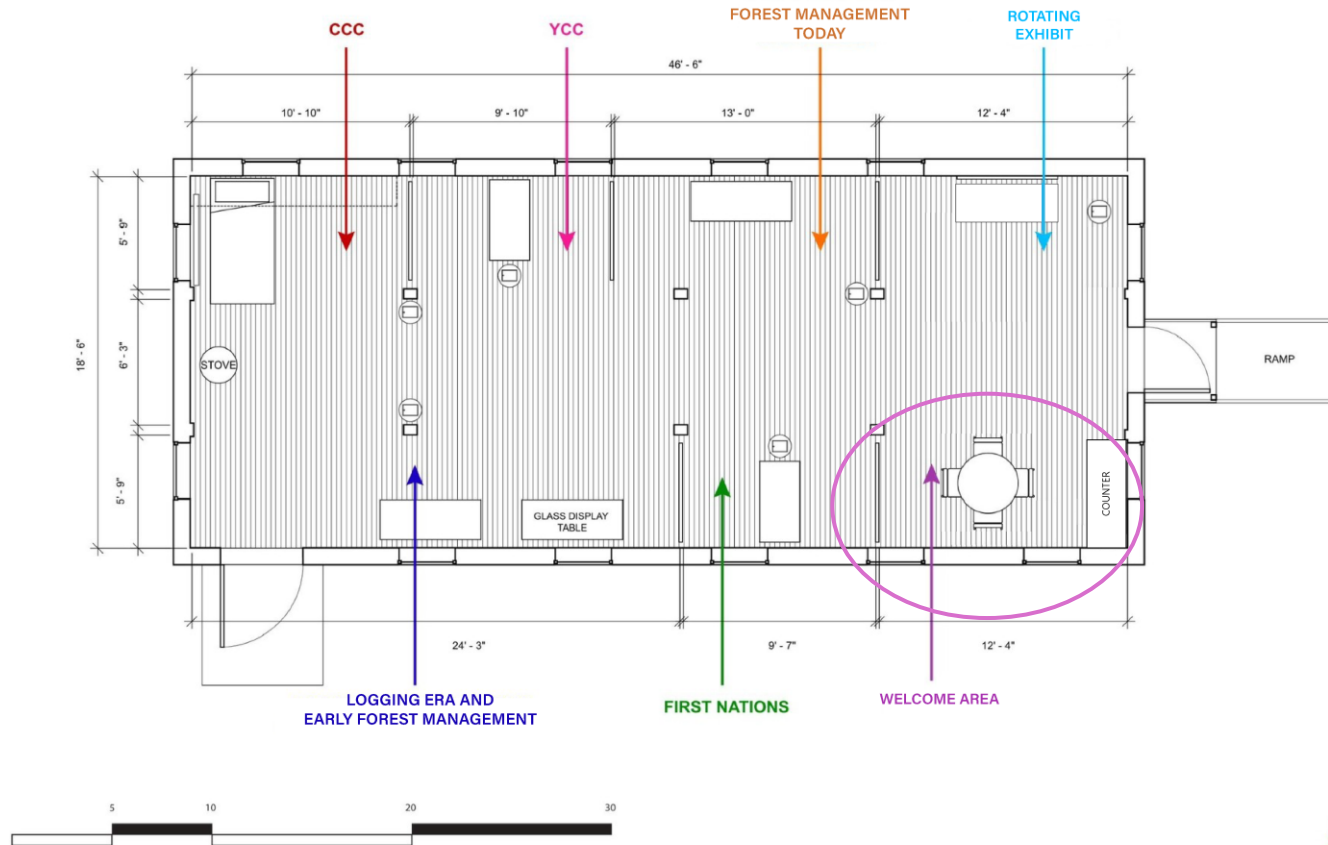 CCC
YCC
FOREST MANAGEMENT
TODAY
ROTATING
EXHIBIT
46' - 6"
10' - 10"
9' - 10"
13' - 0"
12' - 4"
5' - 9"
18' - 6"
6' - 3"
5' - 9"
STOVE
RAMP
GLASS DISPLAY
TABLE
COUNTER
24' - 3"
9' - 7"
12' - 4"
LOGGING ERA AND
EARLY FOREST MANAGEMENT
FIRST NATIONS
WELCOME AREA
5
10
20
30